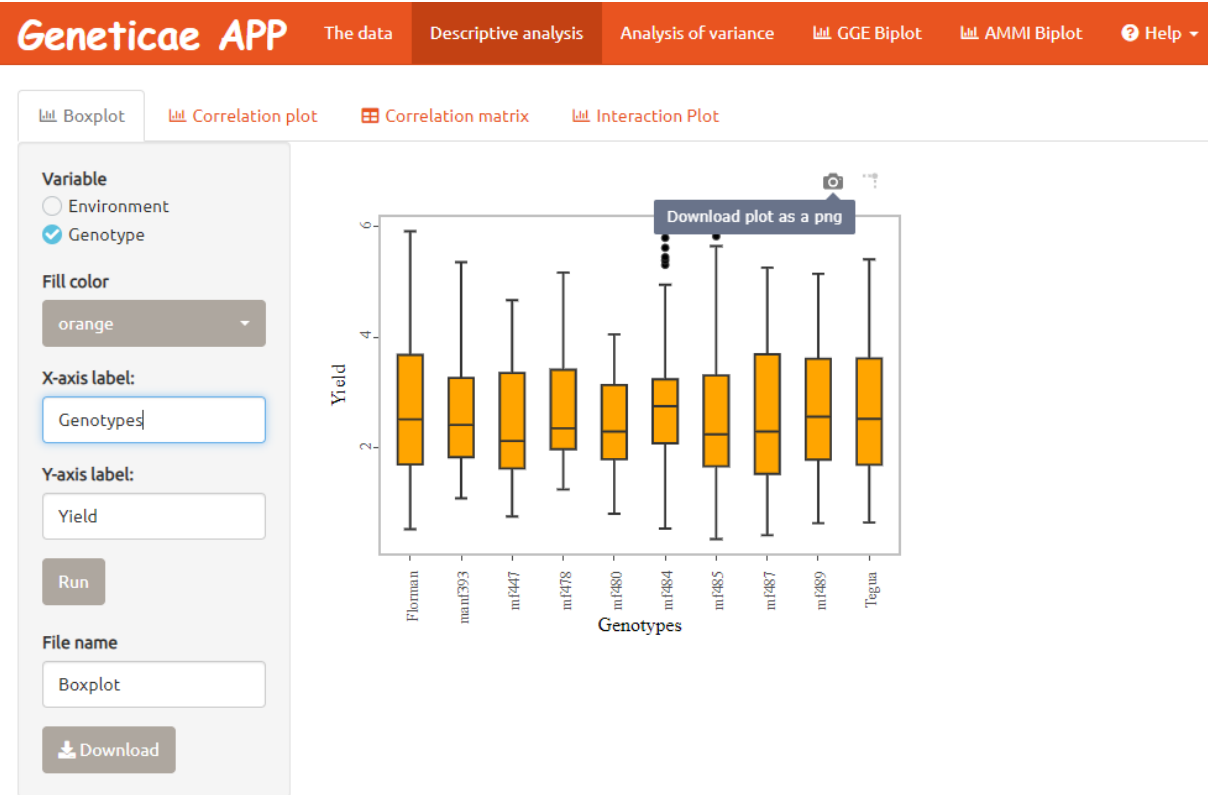 Geneticae APP
The data
Descriptive analysis
Analysis of variance
GGE Biplot
AMMI Biplot
Help
Boxplot
Correlation plot
Correlation matrix
Interaction Plot
Variable
Environment
Genotype
Fill color
orange
X-axis label:
Genotypes
Y-axis label:
Yield
Run
File name
Boxplot
Download
Download plot as a png
Yield
6
4
2
Florman
manf393
mf447
mf478
mf480
mf484
mf485
mf487
mf489
Tegua
Genotypes